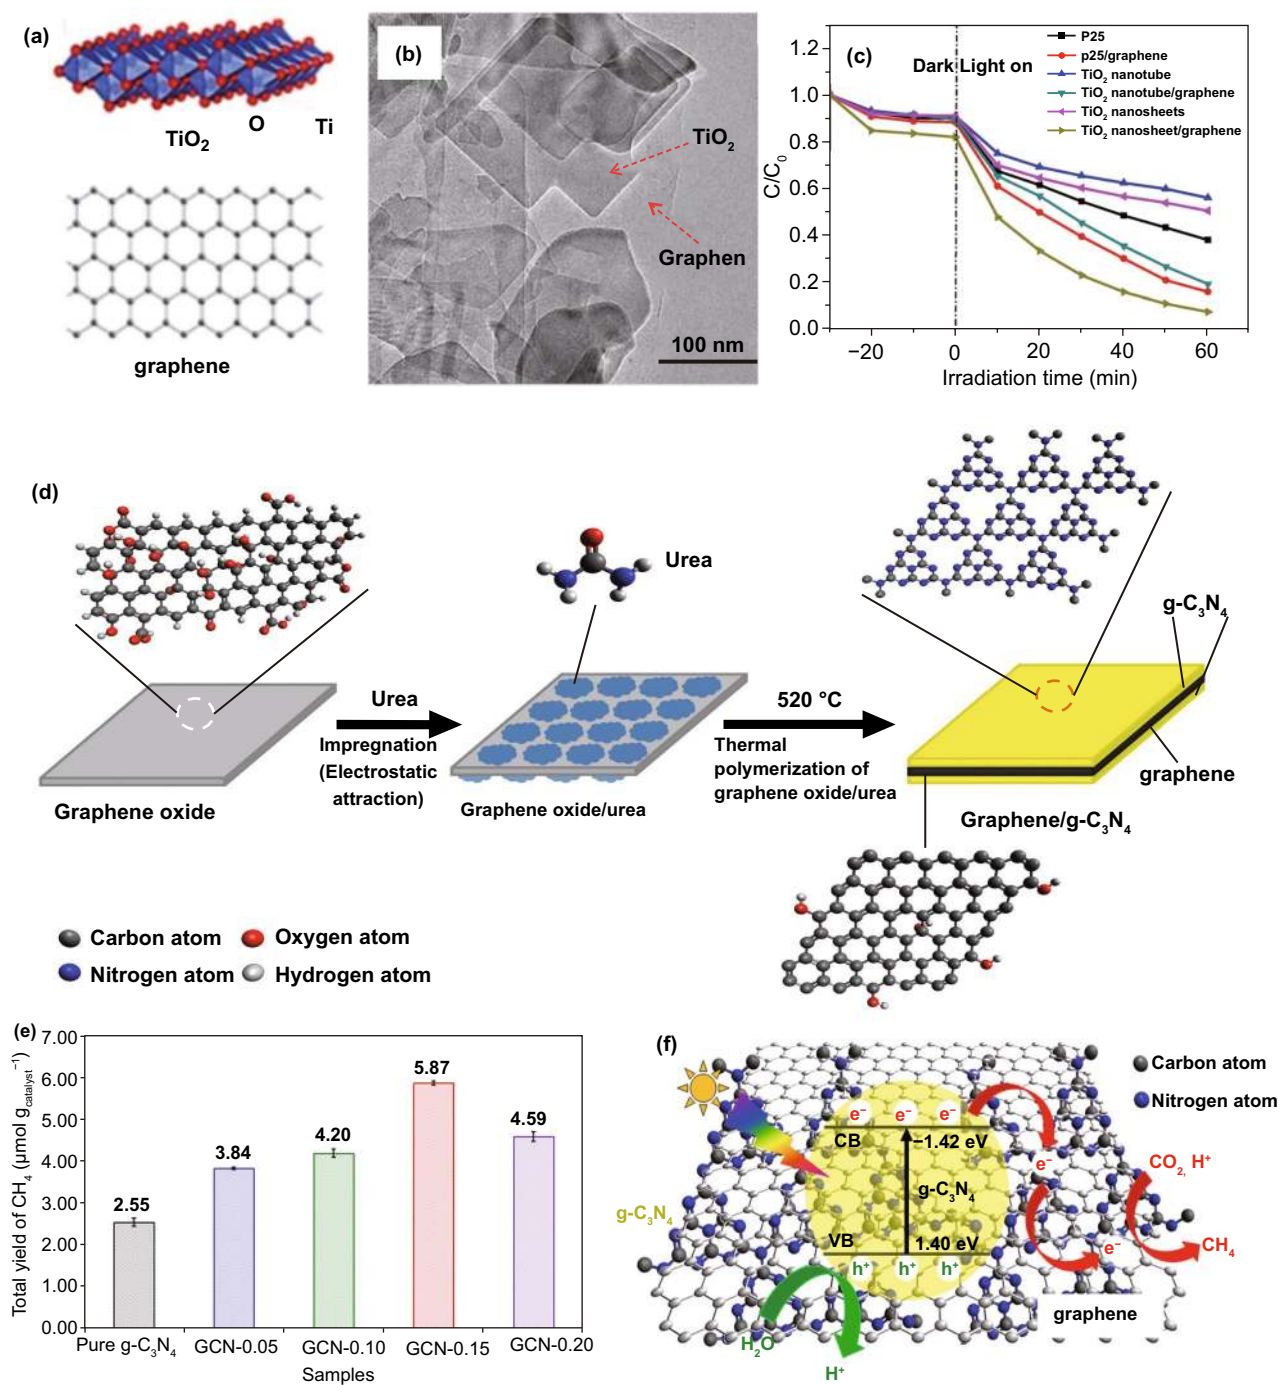 (a)
TiO2
O
Ti
graphene
(b)
TiO2
Graphen
100 nm
(c)
Dark
Light on
P25
p25/graphene
TiO2 nanotube
TiO2 nanotube/graphene
TiO2 nanosheets
TiO2 nanosheet/graphene
C/C0
1.2
1.0
0.8
0.6
0.4
0.2
0.0
−20
0
20
40
60
Irradiation time (min)
(d)
Urea
g-C3N4
Urea
Impregnation
(Electrostatic
attraction)
520 °C
Thermal
polymerization of
graphene oxide/urea
graphene
Graphene oxide
Graphene oxide/urea
Graphene/g-C3N4
Carbon atom
Oxygen atom
Nitrogen atom
Hydrogen atom
(e)
Total yield of CH4 (μmol gcatalyst−1)
7.00
6.00
5.00
4.00
3.00
2.00
1.00
0.00
2.55
3.84
4.20
5.87
4.59
Pure g-C3N4
GCN-0.05
GCN-0.10
GCN-0.15
GCN-0.20
Samples
(f)
Carbon atom
Nitrogen atom
e−
e−
e−
CB
−1.42 eV
e−
CO2, H+
g-C3N4
g-C3N4
VB
1.40 eV
e−
CH4
h+
h+
h+
graphene
H2O
H+